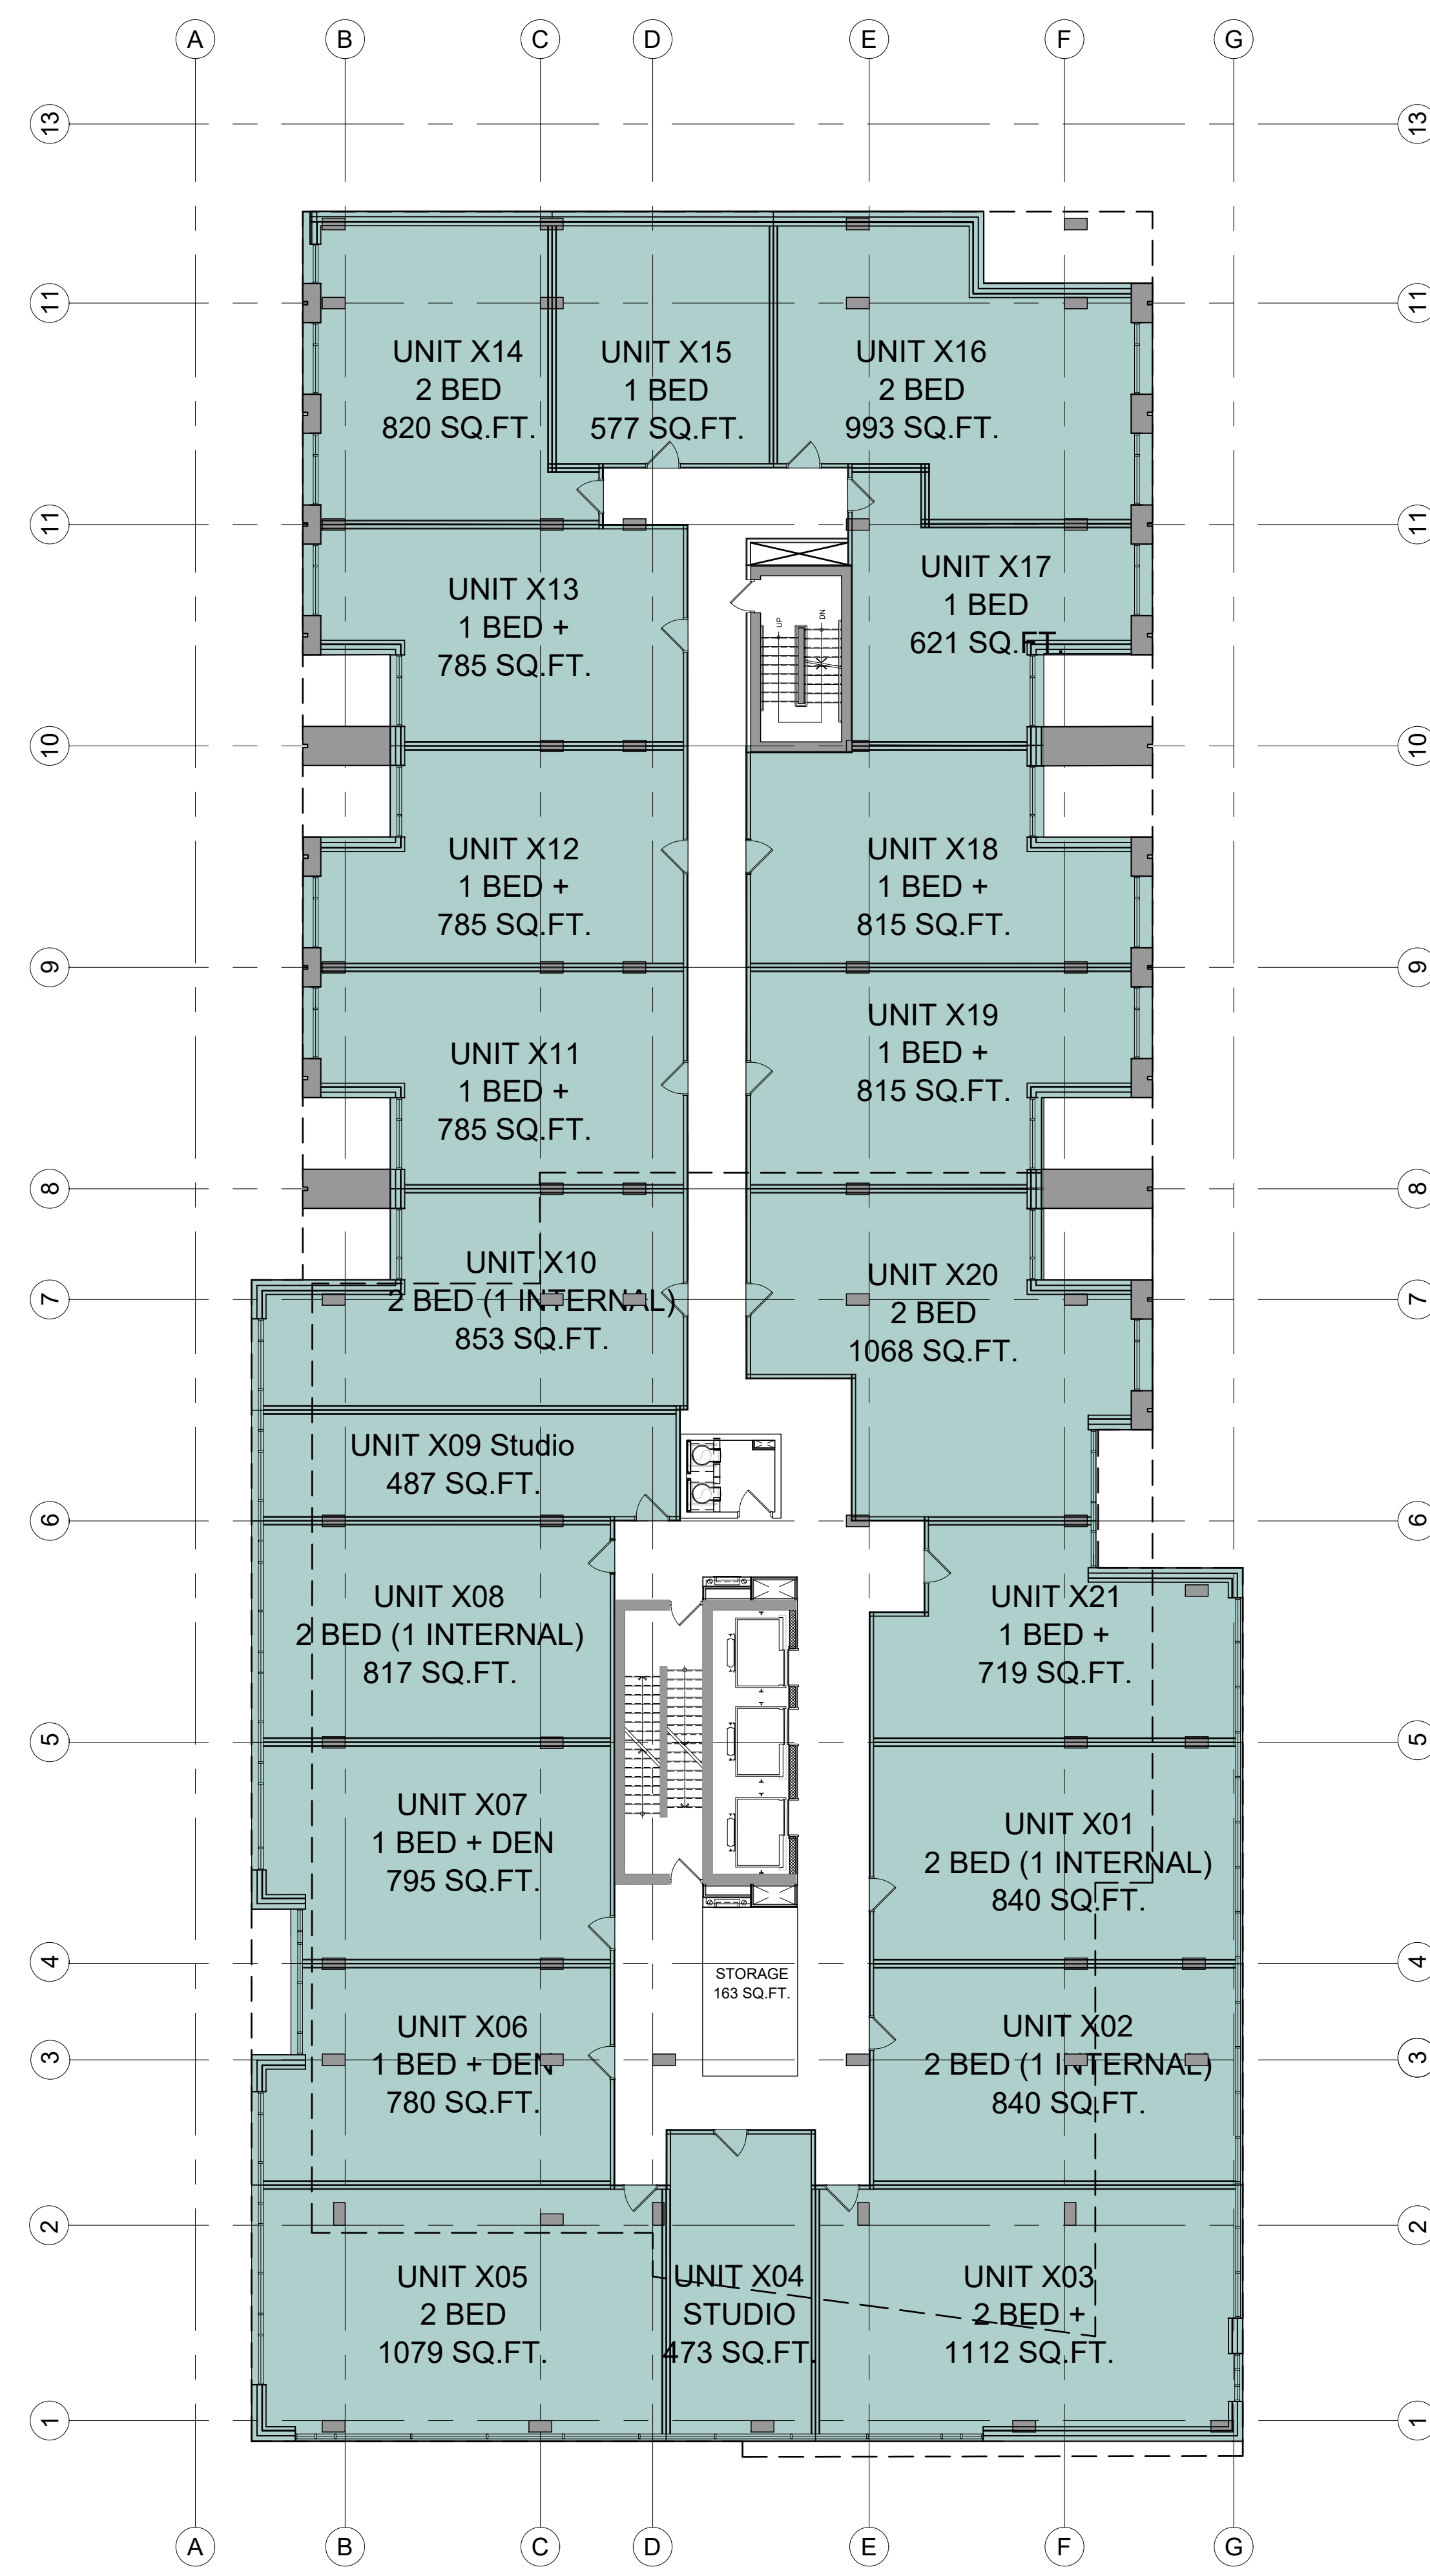 A B C D E F G
13 13
11 11
UNIT X14
2 BED
820 SQ.FT.
UNIT X15
1 BED
577 SQ.FT.
UNIT X16
2 BED
993 SQ.FT.
11 11
UNIT X13
1 BED +
785 SQ.FT.
UP
DN
UNIT X17
1 BED
621 SQ.FT.
10 10
UNIT X12
1 BED +
785 SQ.FT.
UNIT X18
1 BED +
815 SQ.FT.
9 9
UNIT X11
1 BED +
785 SQ.FT.
UNIT X19
1 BED +
815 SQ.FT.
8 8
UNIT X10
2 BED (1 INTERNAL)
853 SQ.FT.
UNIT X20
2 BED
1068 SQ.FT.
7 7
UNIT X09 Studio
487 SQ.FT.
6 6
UNIT X08
2 BED (1 INTERNAL)
817 SQ.FT.
UNIT X21
1 BED +
719 SQ.FT.
5 5
UNIT X07
1 BED + DEN
795 SQ.FT.
UNIT X01
2 BED (1 INTERNAL)
840 SQ.FT.
4 4
STORAGE
163 SQ.FT.
UNIT X06
1 BED + DEN
780 SQ.FT.
UNIT X02
2 BED (1 INTERNAL)
840 SQ.FT.
3 3
2 2
UNIT X05
2 BED
1079 SQ.FT.
UNIT X04
STUDIO
473 SQ.FT.
UNIT X03
2 BED +
1112 SQ.FT.
1 1
A B C D E F G